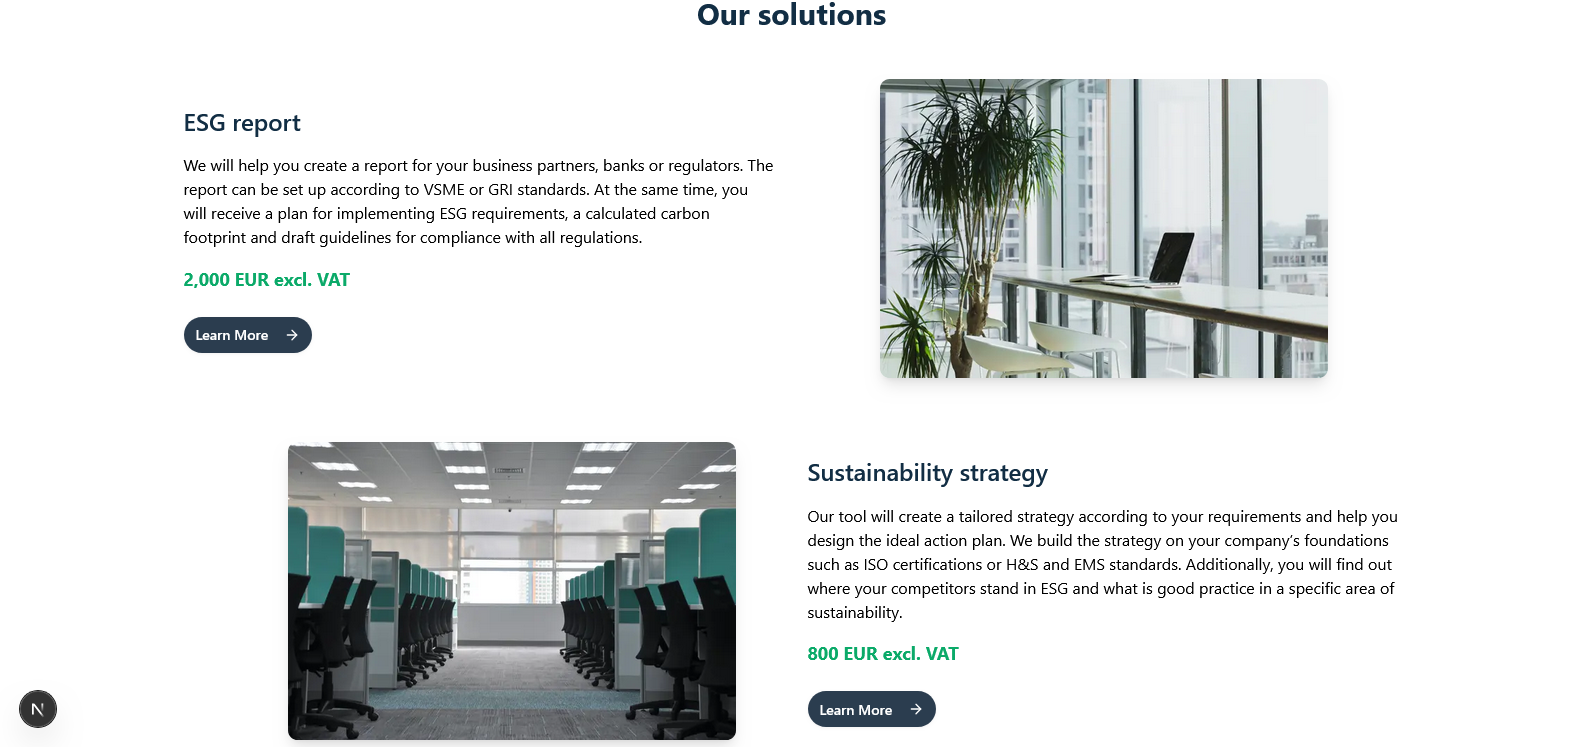 Our solutions
ESG report
We will help you create a report for your business partners, banks or regulators. The
report can be set up according to VSME or GRI standards. At the same time, you
will receive a plan for implementing ESG requirements, a calculated carbon
footprint and draft guidelines for compliance with all regulations.
2,000 EUR excl. VAT
Learn More
Sustainability strategy
Our tool will create a tailored strategy according to your requirements and help you
design the ideal action plan. We build the strategy on your company’s foundations
such as ISO certifications or H&S and EMS standards. Additionally, you will find out
where your competitors stand in ESG and what is good practice in a specific area of
sustainability.
800 EUR excl. VAT
Learn More
N